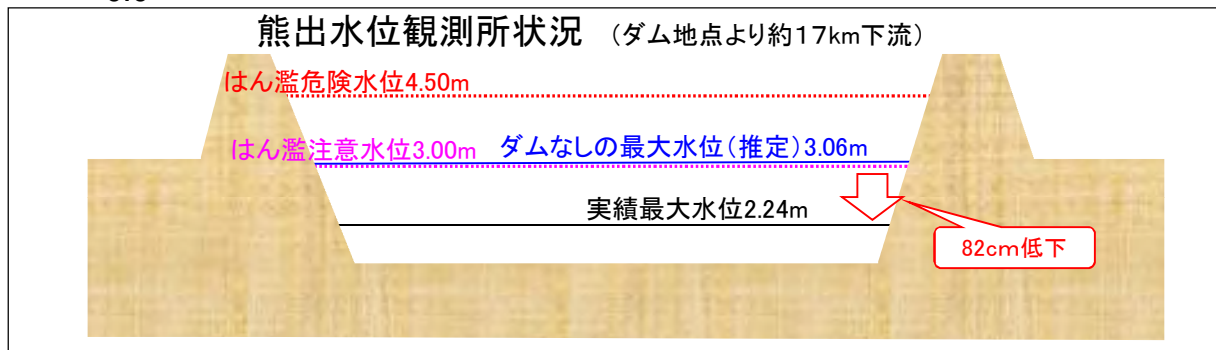 熊出水位観測所状況 (ダム地点より約17km下流)
はん濫危険水位4.50m
はん濫注意水位3.00m ダムなしの最大水位(推定)3.06m
実績最大水位2.24m
82cm低下